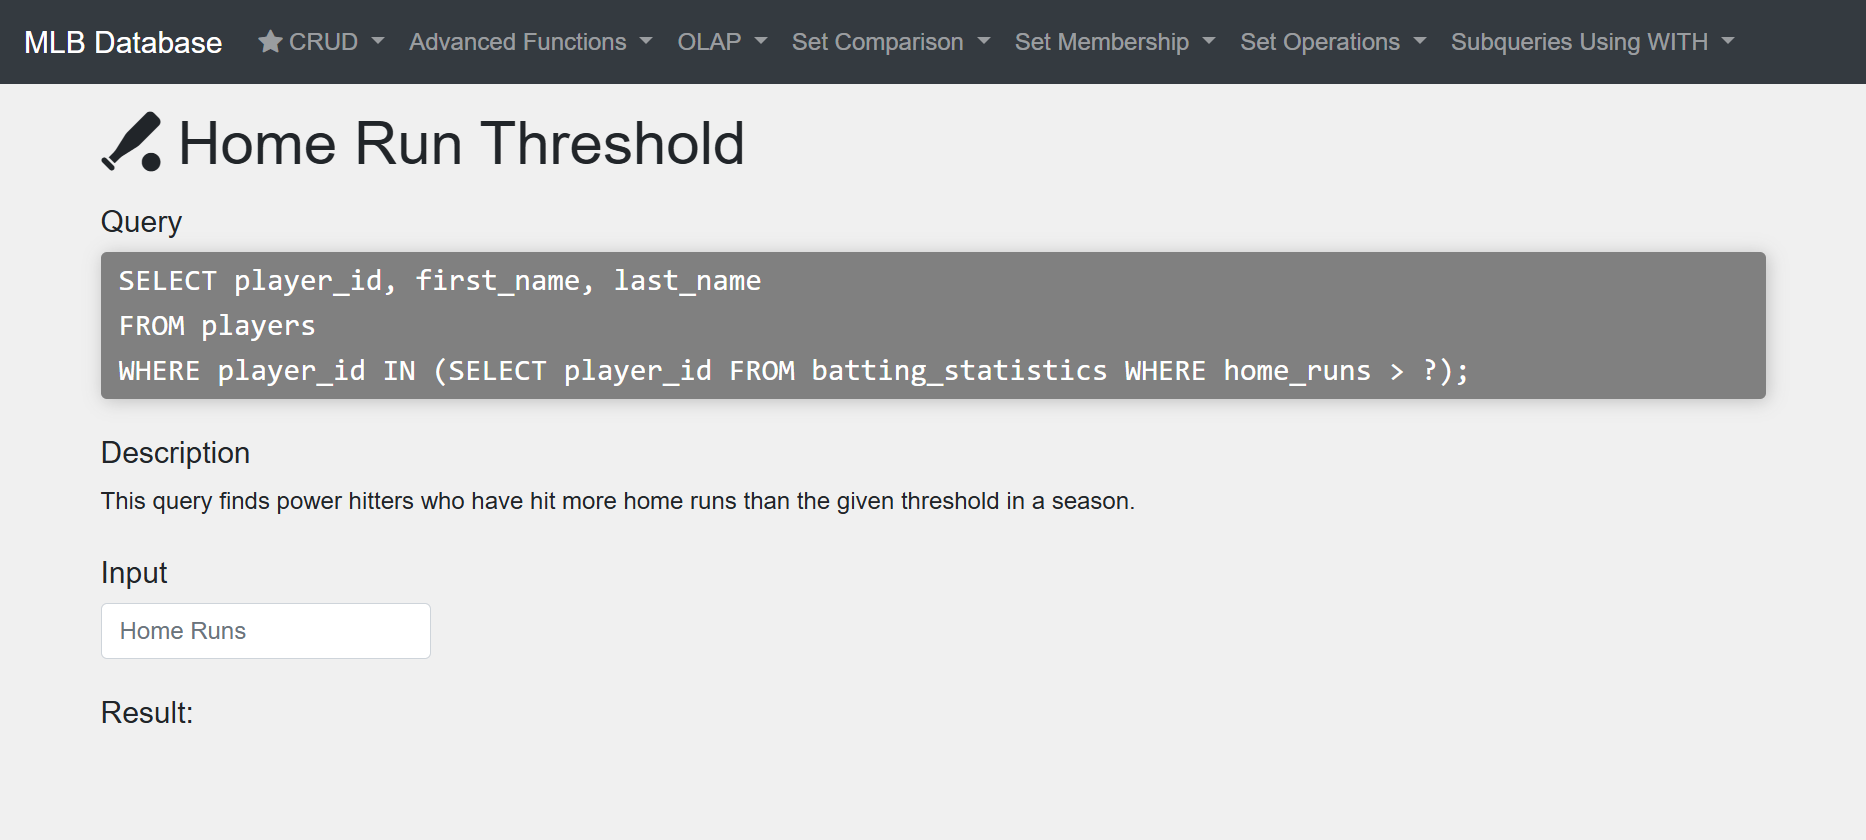 MLB Database CRUD Advanced Functions OLAP Set Comparison Set Membership Set Operations Subqueries Using WITH
Home Run Threshold
Query
SELECT player_id, first_name, last_name
FROM players
WHERE player_id IN (SELECT player_id FROM batting_statistics WHERE home_runs > ?);
Description
This query finds power hitters who have hit more home runs than the given threshold in a season.
Input
Home Runs
Result: